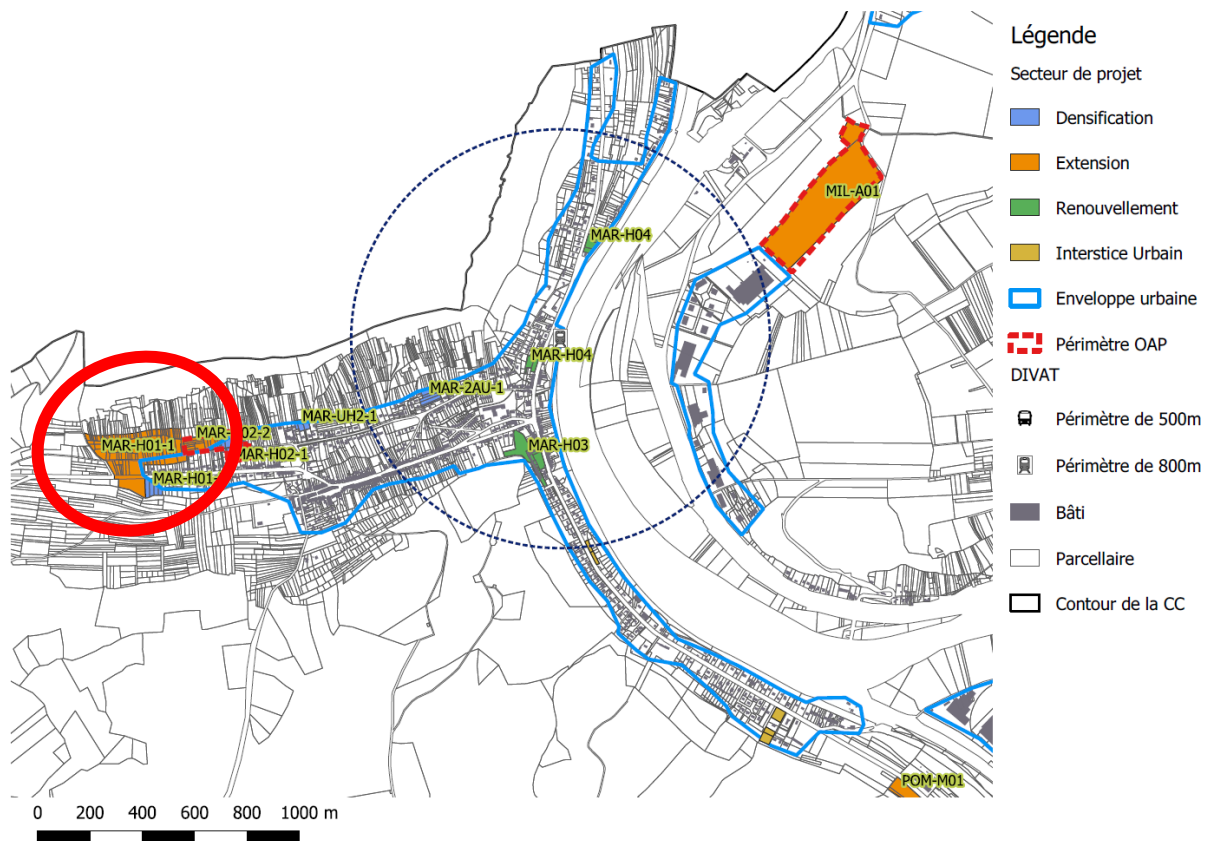 Légende
Secteur de projet
Densification
Extension
Renouvellement
Interstice Urbain
Enveloppe urbaine
Périmètre OAP
DIVAT
Périmètre de 500m
Périmètre de 800m
Bâti
Parcellaire
Contour de la CC
MIL-A01
MAR-H04
MAR-H04
MAR-2AU-1
MAR-UH2-1
MAR-H01-1
MAR-H02-1
MAR-H03
MAR-H01-
POM-M01
0 200 400 600 800 1000 m